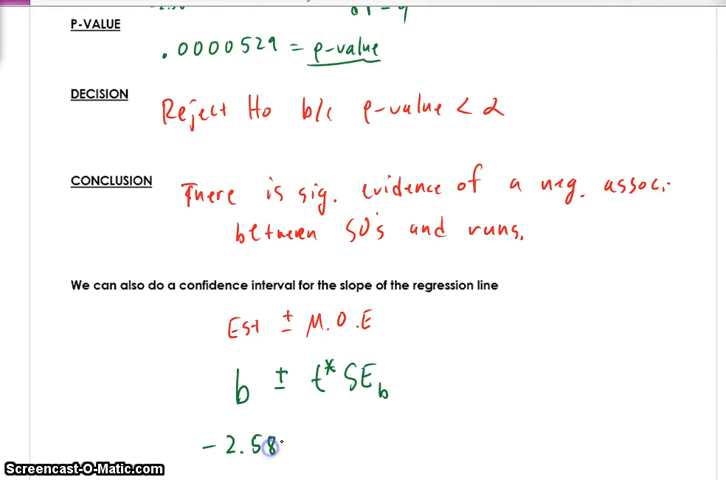 P-VALUE
.0000529 = p-value
DECISION
Reject Ho b/c p-value < α
CONCLUSION
There is sig. evidence of a neg. assoc.
between SO's and runs.
We can also do a confidence interval for the slope of the regression line
Est ± M.O.E
b ± t* SEb
-2.58
Screencast-O-Matic.com